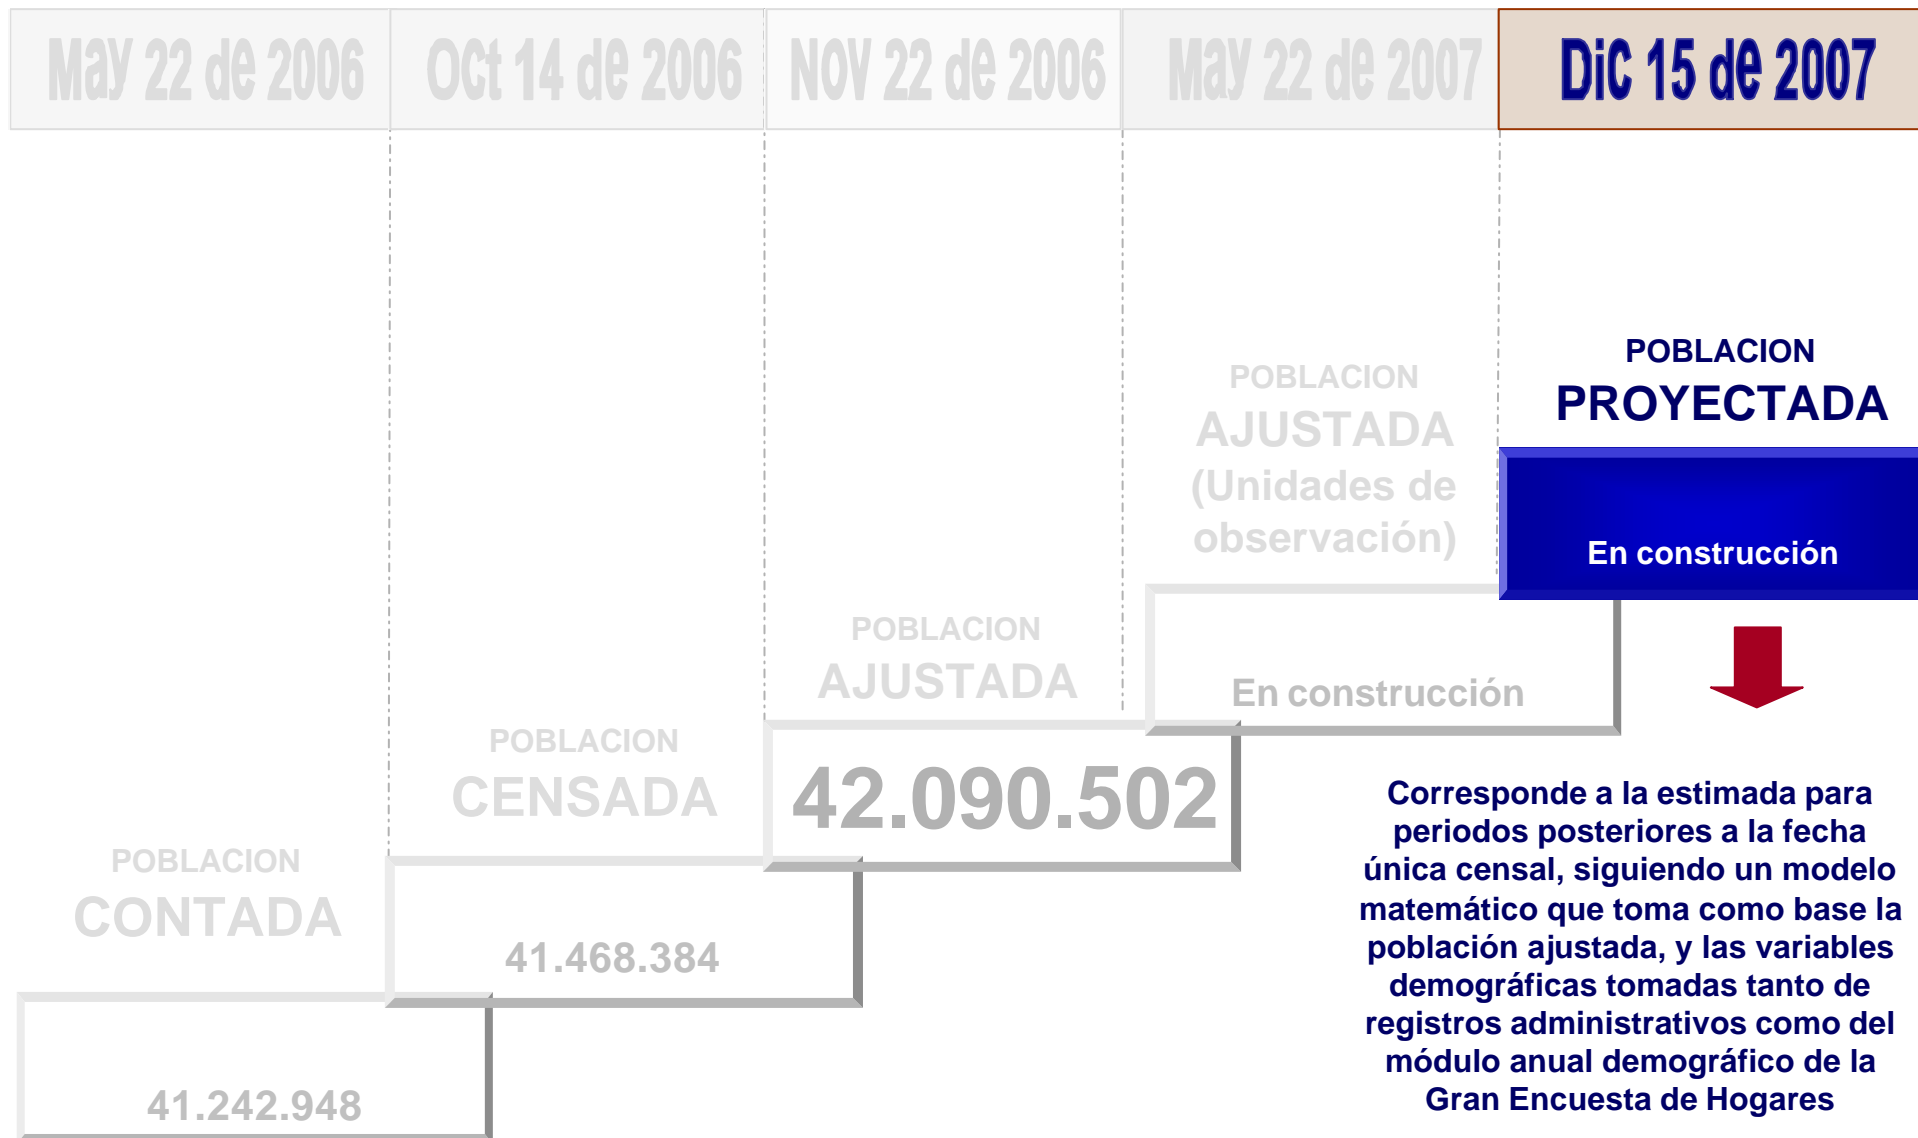 May 22 de 2006
Oct 14 de 2006
Nov 22 de 2006
May 22 de 2007
Dic 15 de 2007
POBLACION
CONTADA
41.242.948
POBLACION
CENSADA
41.468.384
POBLACION
AJUSTADA
42.090.502
POBLACION
AJUSTADA
(Unidades de
observación)
En construcción
POBLACION
PROYECTADA
En construcción
Corresponde a la estimada para
periodos posteriores a la fecha
única censal, siguiendo un modelo
matemático que toma como base la
población ajustada, y las variables
demográficas tomadas tanto de
registros administrativos como del
módulo anual demográfico de la
Gran Encuesta de Hogares